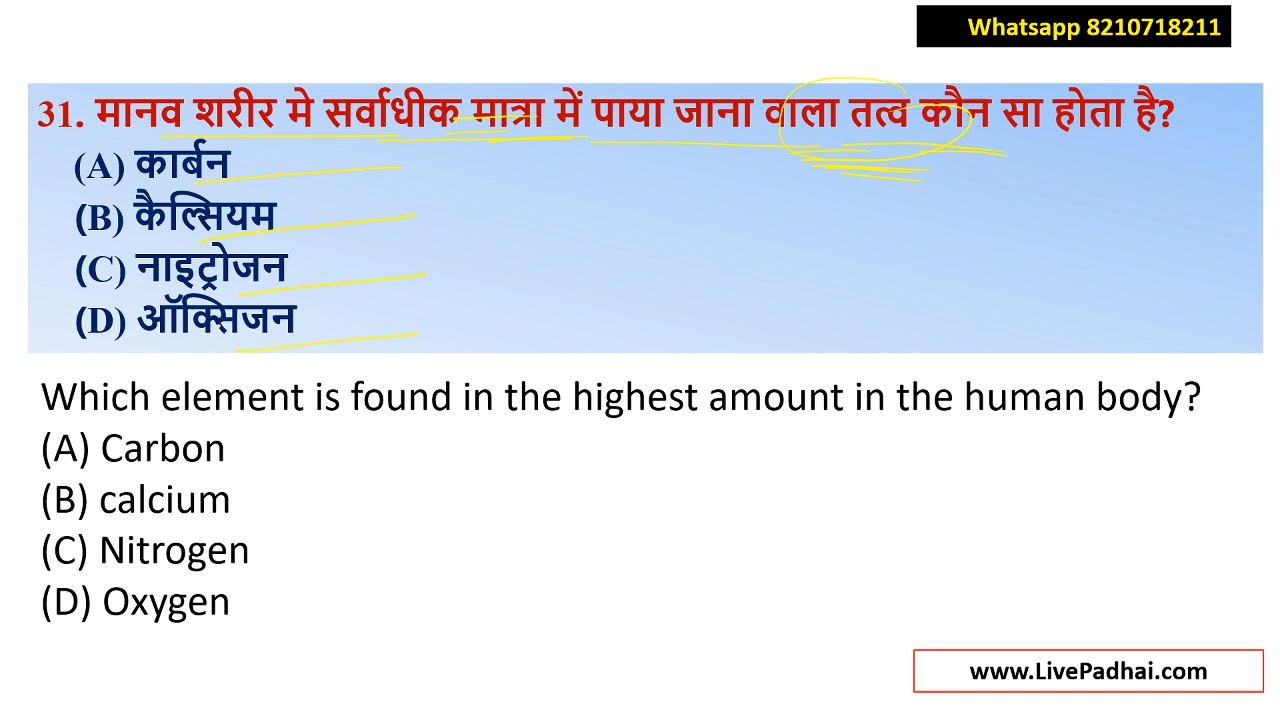 Whatsapp 8210718211
31. मानव शरीर मे सर्वाधीक मात्रा में पाया जाना वाला तत्व कौन सा होता है?
(A) कार्बन
(B) कैल्सियम
(C) नाइट्रोजन
(D) ऑक्सिजन
Which element is found in the highest amount in the human body?
(A) Carbon
(B) calcium
(C) Nitrogen
(D) Oxygen
www.LivePadhai.com